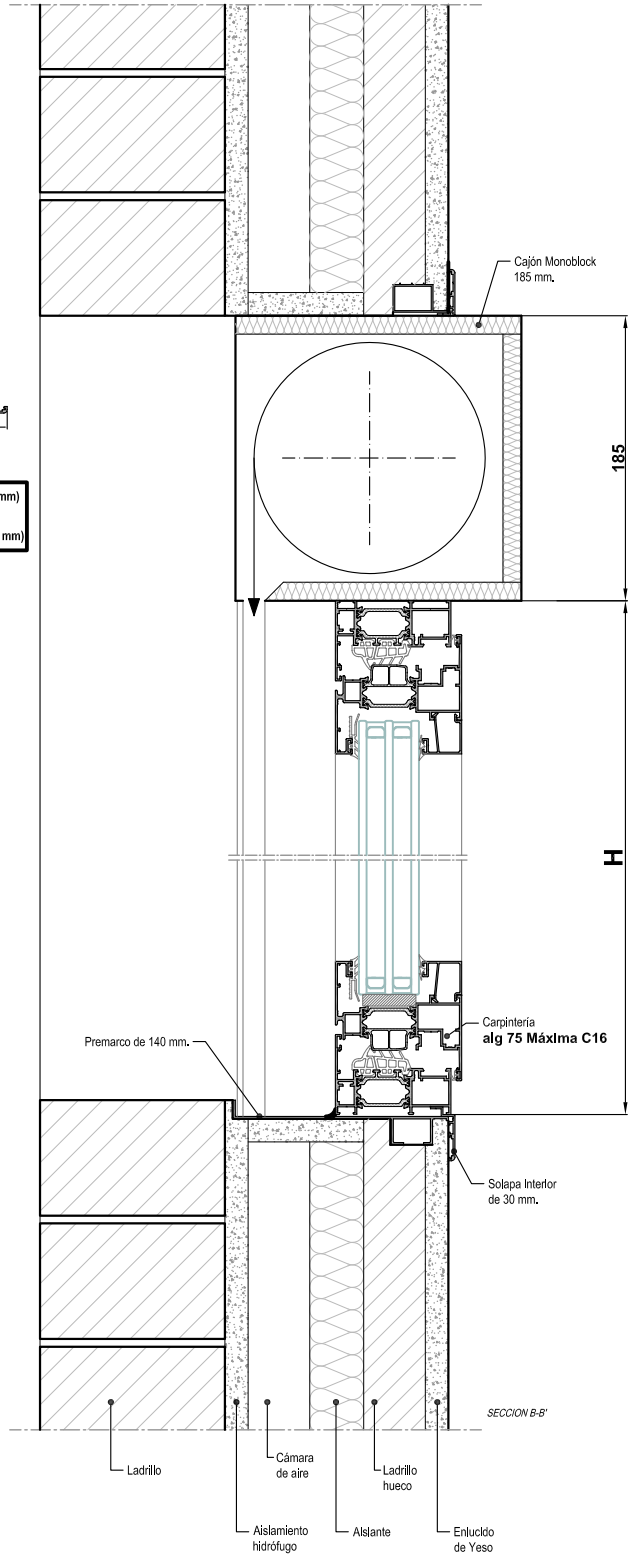 Cajón Monoblock
185 mm.
185
mm)
mm)
H
Carpintería
alg 75 Máxima C16
Premarco de 140 mm.
Solapa Interior
de 30 mm.
SECCION B-B'
Ladrillo
Cámara
de aire
Ladrillo
hueco
Aislamiento
hidrófugo
Aislante
Enlucido
de Yeso